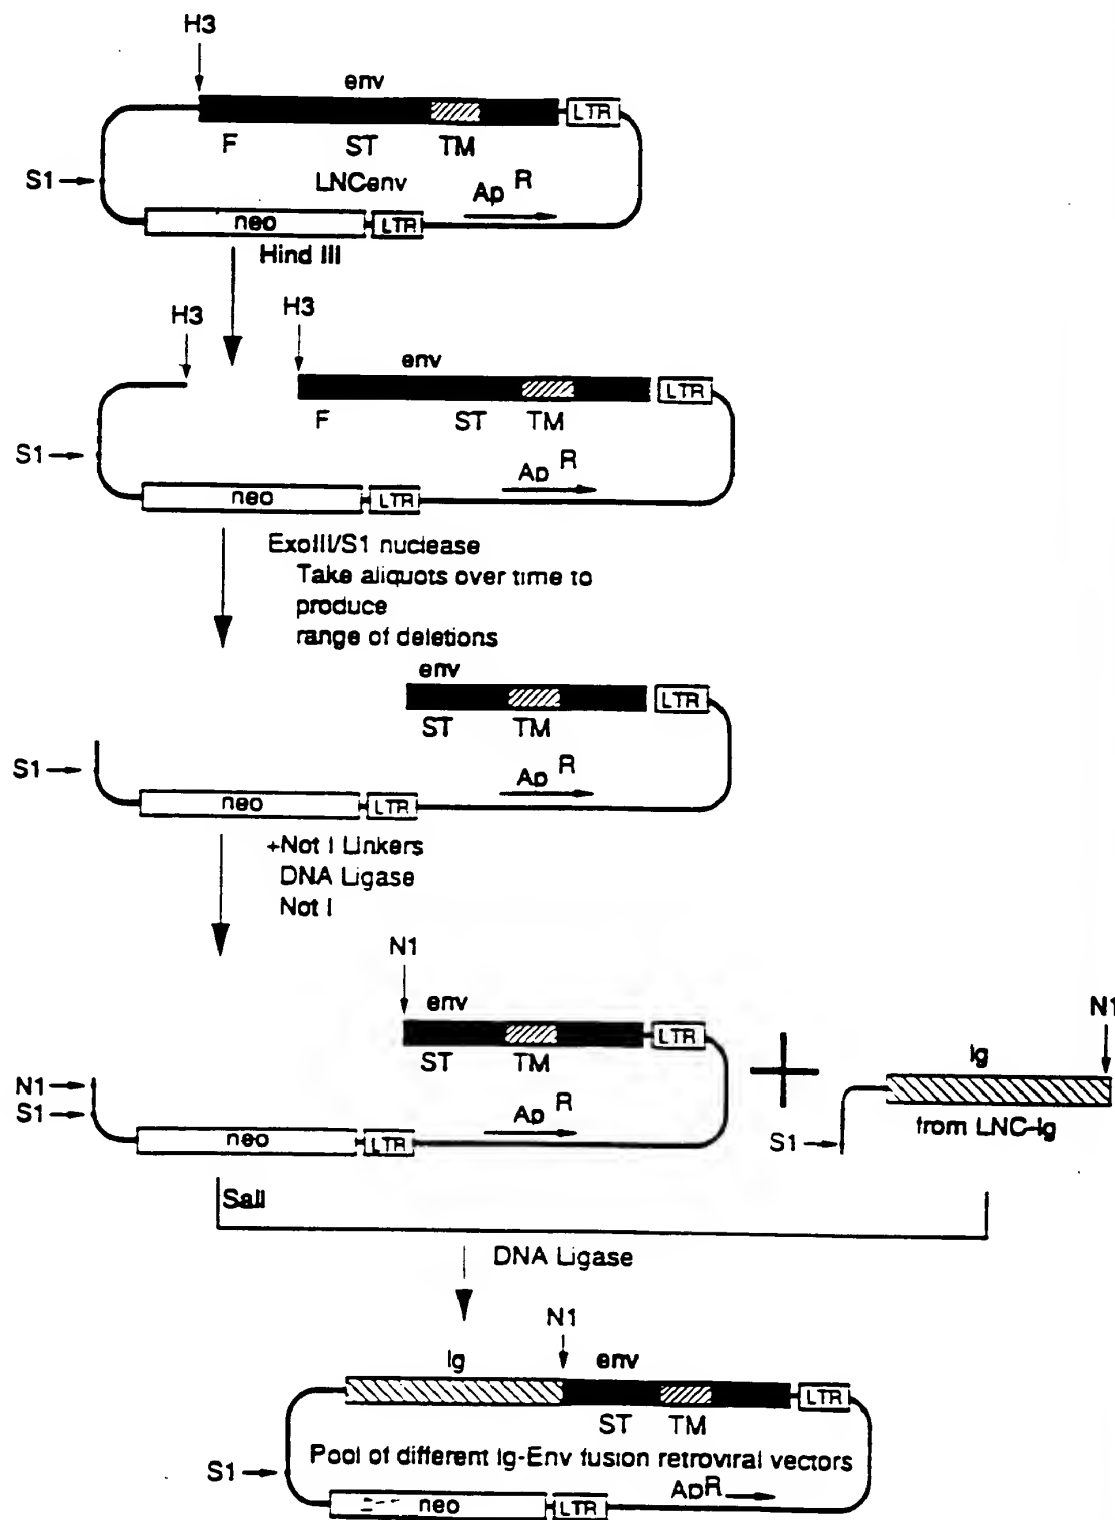 H3
env
LTR
F ST TM
S1
LNCenv
Ap R
neo
LTR
Hind III
H3
H3
env
LTR
F ST TM
S1
Ap R
neo
LTR
ExoIII/S1 nuclease
Take aliquots over time to
produce
range of deletions
env
LTR
ST TM
S1
Ap R
neo
LTR
+Not I Linkers
DNA Ligase
Not I
N1
env
LTR
ST TM
N1
S1
Ap R
neo
LTR
+
N1
Ig
S1
from LNC-Ig
SalI
DNA Ligase
N1
Ig env
LTR
ST TM
Pool of different Ig-Env fusion retroviral vectors
S1
ApR
neo
LTR